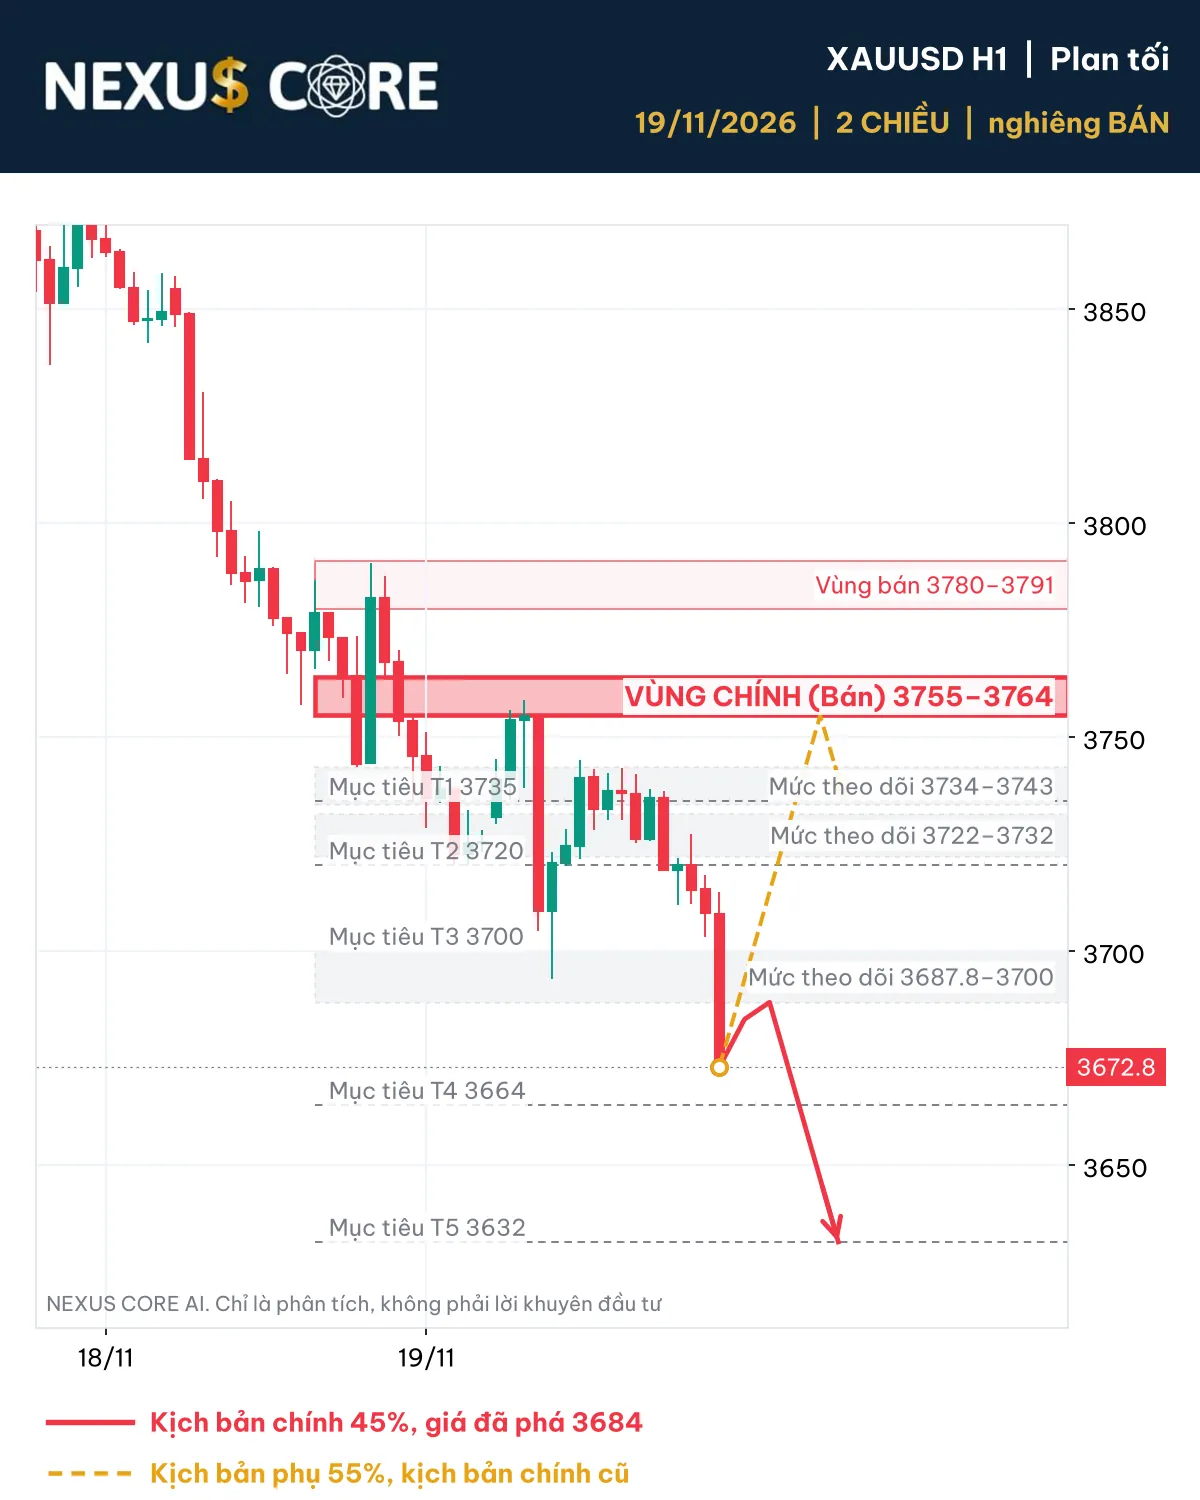 NEXU$ CORE
XAUUSD H1 | Plan tối
19/11/2026 | 2 CHIỀU | nghiêng BÁN
3850
3800
Vùng bán 3780–3791
VÙNG CHÍNH (Bán) 3755–3764
3750
Mục tiêu T1 3735
Mức theo dõi 3734–3743
Mức theo dõi 3722–3732
Mục tiêu T2 3720
Mục tiêu T3 3700
3700
Mức theo dõi 3687.8–3700
3672.8
Mục tiêu T4 3664
3650
Mục tiêu T5 3632
NEXUS CORE AI. Chỉ là phân tích, không phải lời khuyên đầu tư
18/11
19/11
Kịch bản chính 45%, giá đã phá 3684
Kịch bản phụ 55%, kịch bản chính cũ